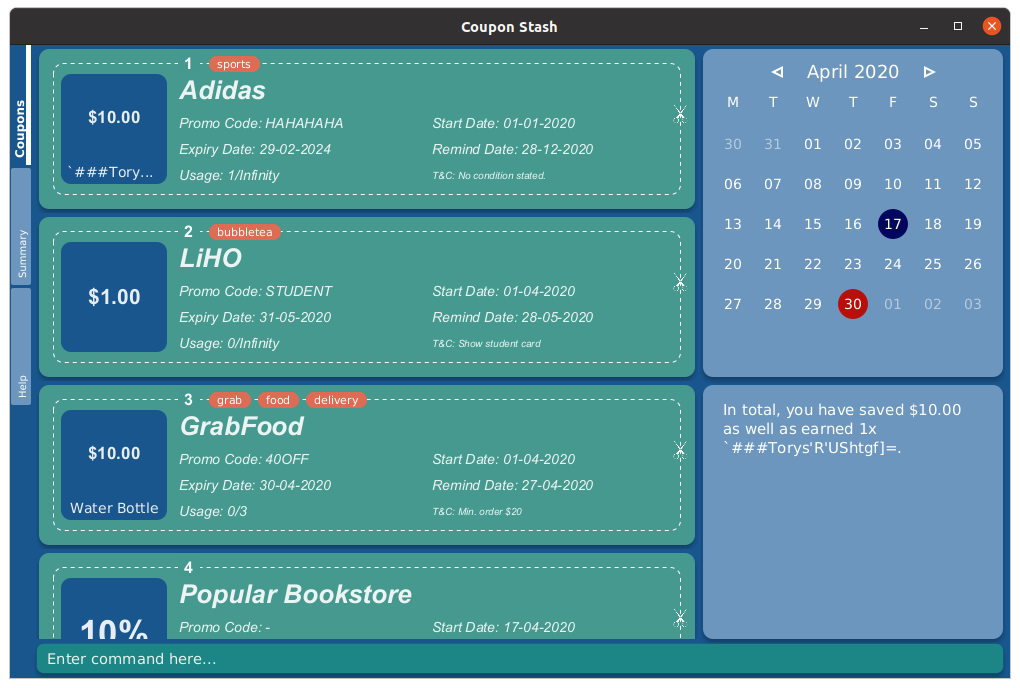 Coupon Stash
Coupons
Summary
Help
1 sports
Adidas
$10.00
`###Tory...
Promo Code: HAHAHAHA
Start Date: 01-01-2020
Expiry Date: 29-02-2024
Remind Date: 28-12-2020
Usage: 1/Infinity
T&C: No condition stated.
2 bubbletea
LiHO
$1.00
Promo Code: STUDENT
Start Date: 01-04-2020
Expiry Date: 31-05-2020
Remind Date: 28-05-2020
Usage: 0/Infinity
T&C: Show student card
3 grab food delivery
GrabFood
$10.00
Water Bottle
Promo Code: 40OFF
Start Date: 01-04-2020
Expiry Date: 30-04-2020
Remind Date: 27-04-2020
Usage: 0/3
T&C: Min. order $20
4
Popular Bookstore
10%
Promo Code: -
Start Date: 17-04-2020
April 2020
M T W T F S S
30 31 01 02 03 04 05
06 07 08 09 10 11 12
13 14 15 16 17 18 19
20 21 22 23 24 25 26
27 28 29 30 01 02 03
In total, you have saved $10.00
as well as earned 1x
`###Torys'R'UShtgf]=.
Enter command here...